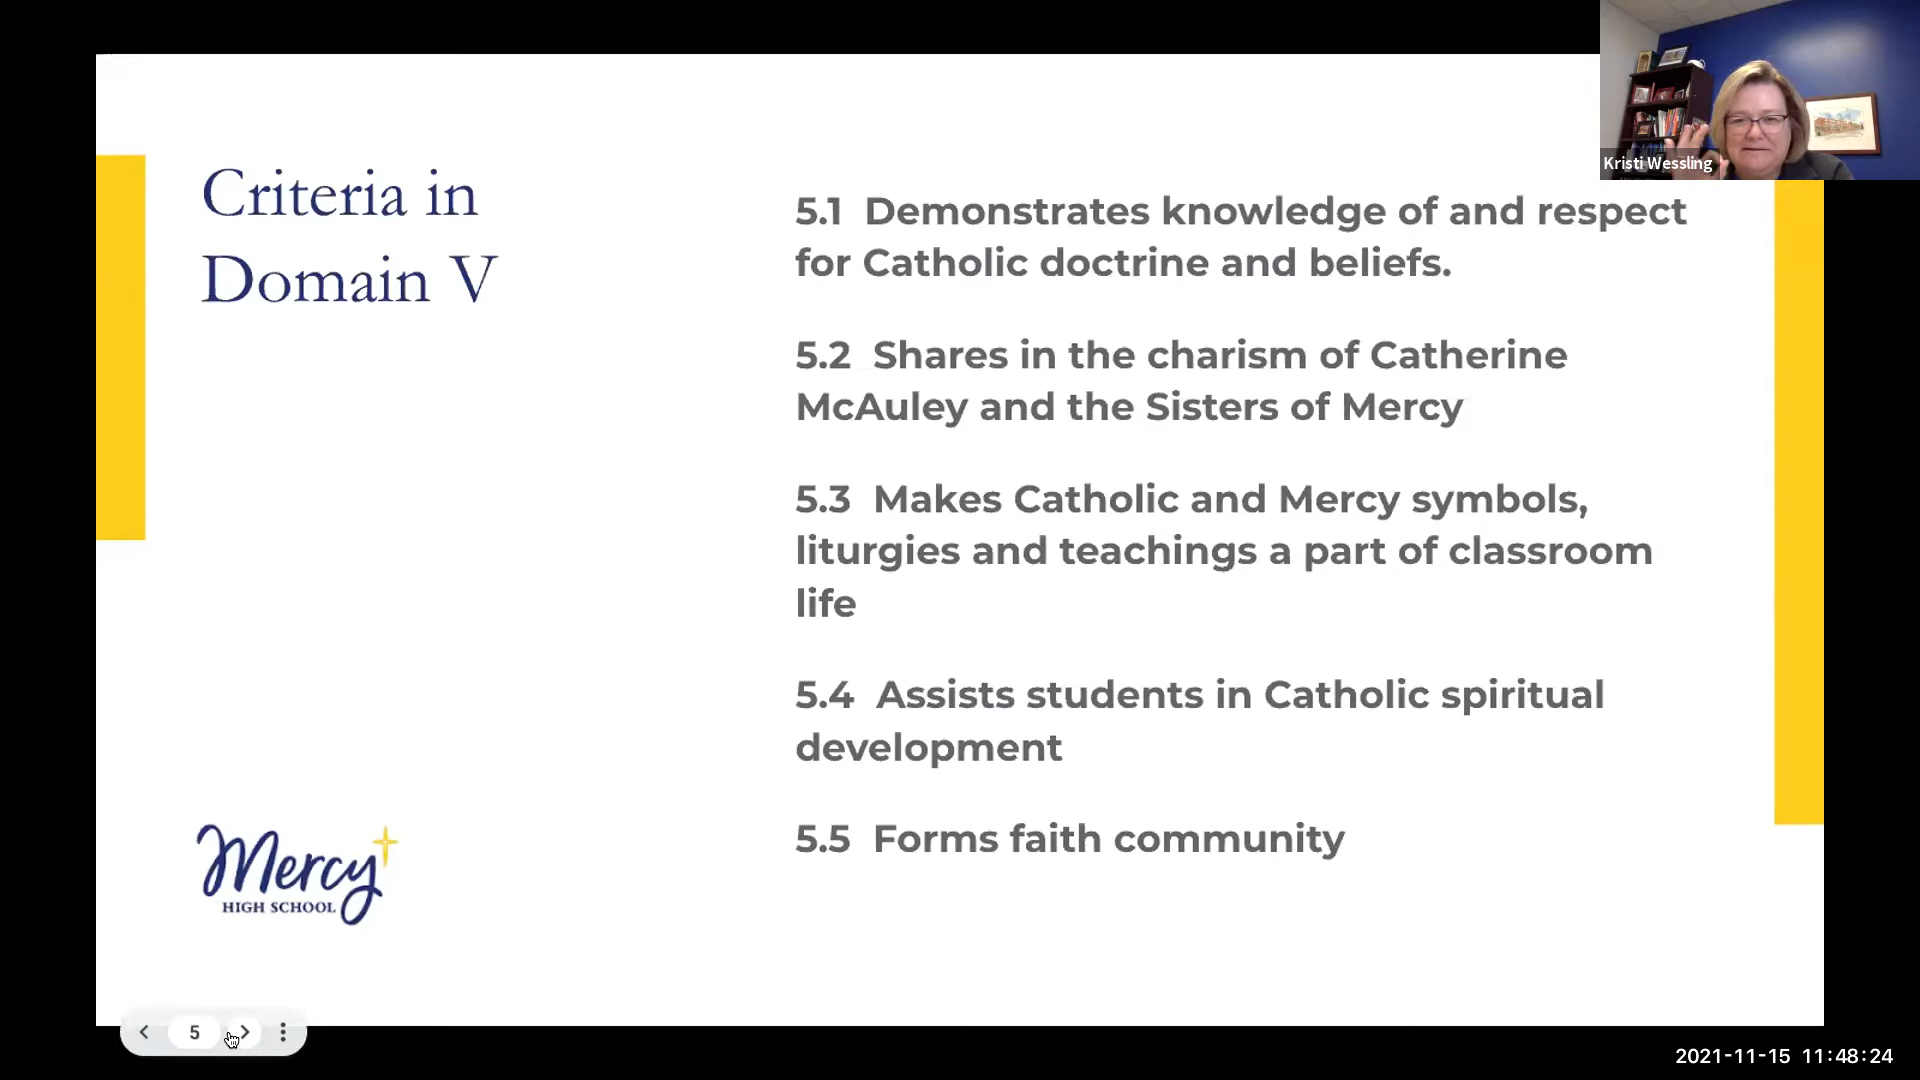 Kristi Wessling
Criteria in
Domain V
5.1 Demonstrates knowledge of and respect
for Catholic doctrine and beliefs.
5.2 Shares in the charism of Catherine
McAuley and the Sisters of Mercy
5.3 Makes Catholic and Mercy symbols,
liturgies and teachings a part of classroom
life
5.4 Assists students in Catholic spiritual
development
5.5 Forms faith community
Mercy
HIGH SCHOOL
5
2021-11-15 11:48:24